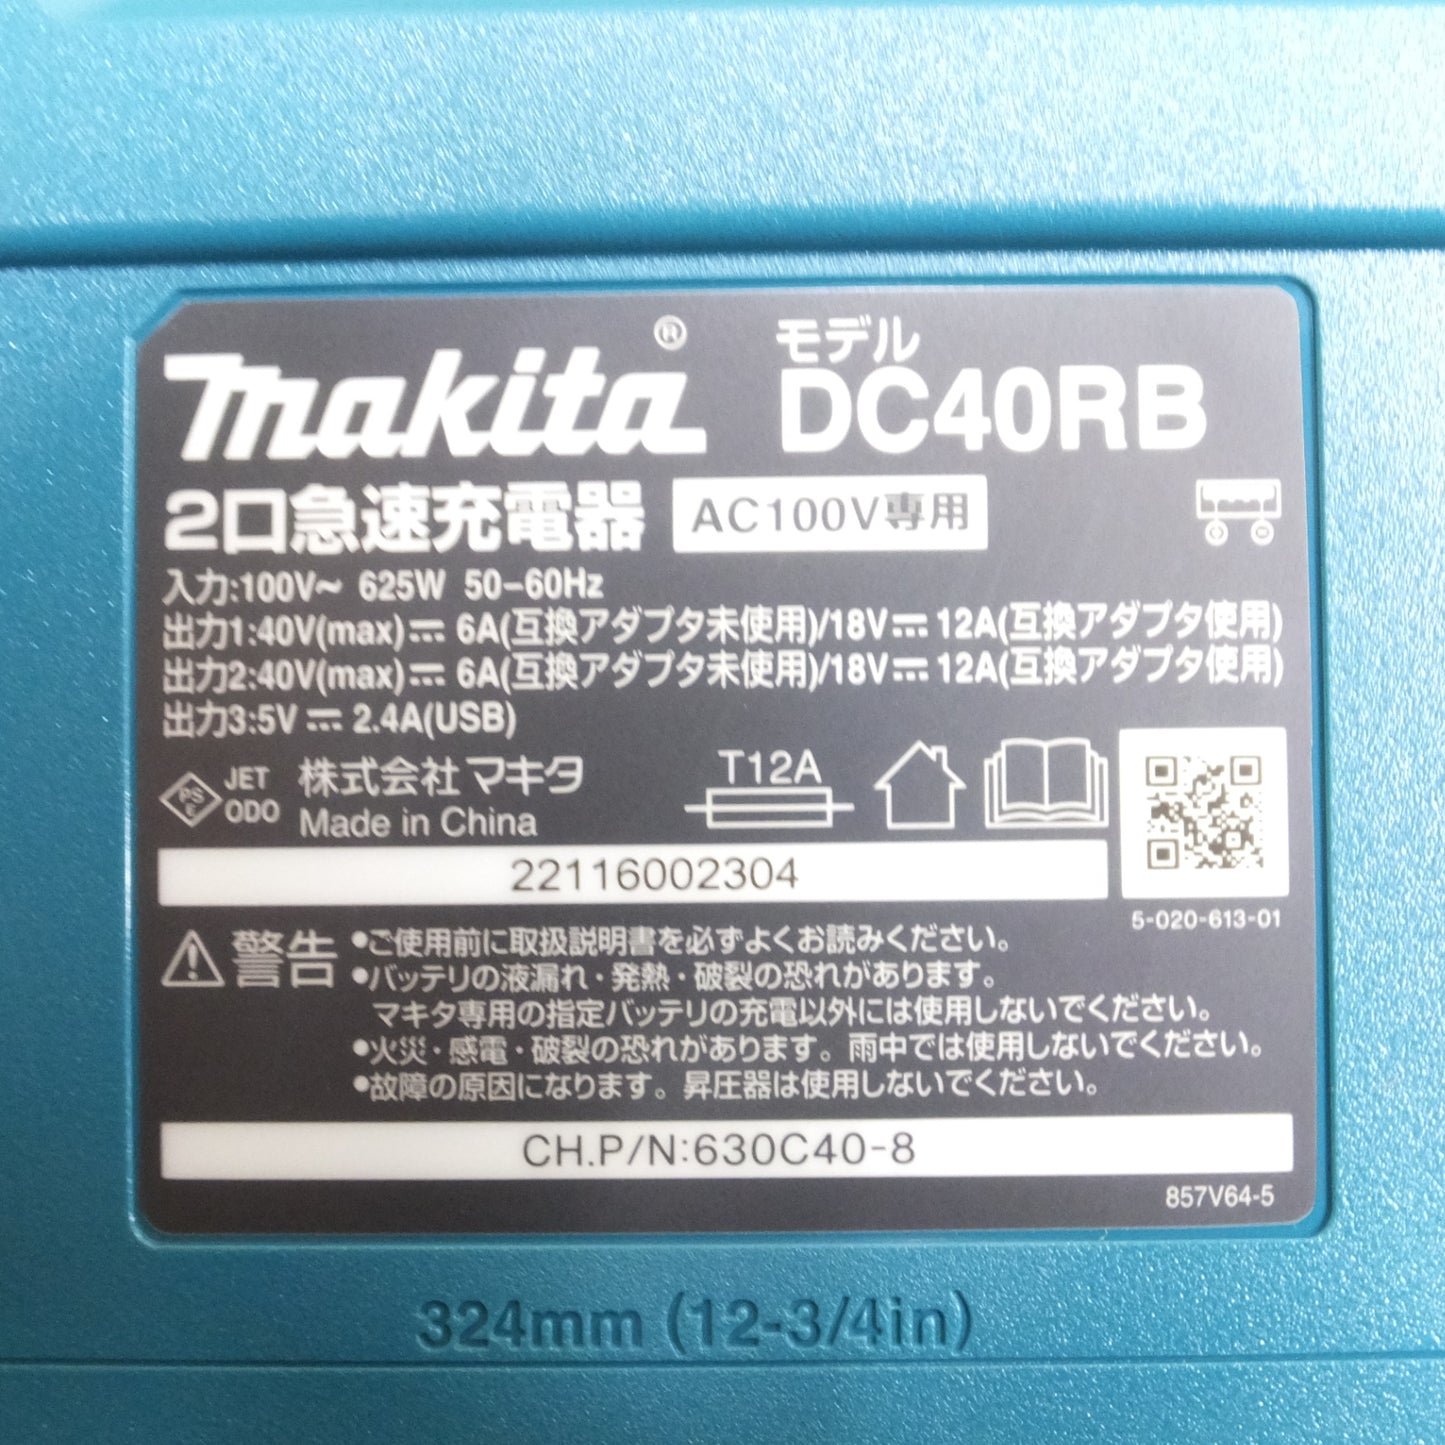 makita®
モデル
DC40RB
2口急速充電器 AC100V専用
入力:100V～ 625W 50-60Hz
出力1:40V(max)⎓ 6A(互換アダプタ未使用)/18V⎓ 12A(互換アダプタ使用)
出力2:40V(max)⎓ 6A(互換アダプタ未使用)/18V⎓ 12A(互換アダプタ使用)
出力3:5V⎓ 2.4A(USB)
PS
E
JET
ODO
株式会社マキタ
Made in China
T12A
22116002304
5-020-613-01
警告 •ご使用前に取扱説明書を必ずよくお読みください。
•バッテリの液漏れ・発熱・破裂の恐れがあります。
マキタ専用の指定バッテリの充電以外には使用しないでください。
•火災・感電・破裂の恐れがあります。雨中では使用しないでください。
•故障の原因になります。昇圧器は使用しないでください。
CH.P/N:630C40-8
857V64-5
324mm (12-3/4in)